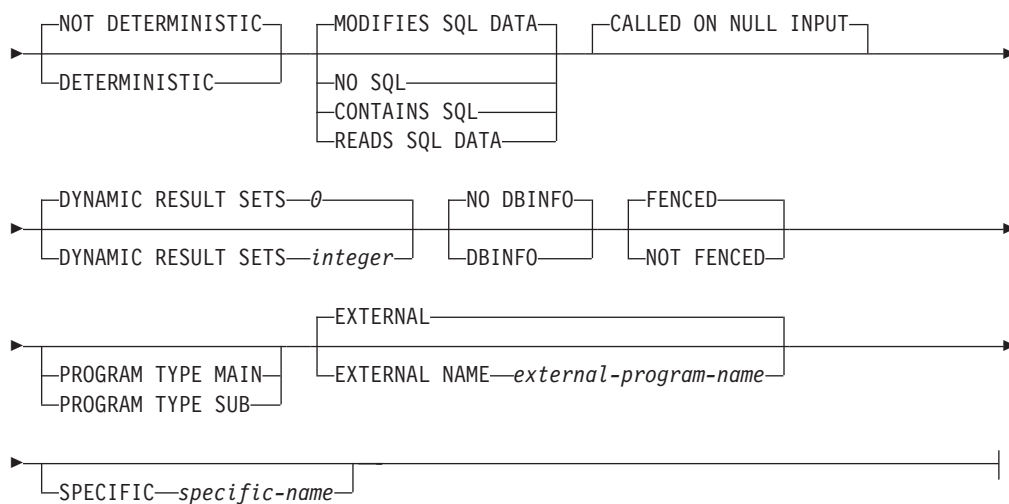 NOT DETERMINISTIC MODIFIES SQL DATA CALLED ON NULL INPUT
DETERMINISTIC NO SQL
CONTAINS SQL
READS SQL DATA
DYNAMIC RESULT SETS 0 NO DBINFO FENCED
DYNAMIC RESULT SETS integer DBINFO NOT FENCED
EXTERNAL
PROGRAM TYPE MAIN EXTERNAL NAME external-program-name
PROGRAM TYPE SUB
SPECIFIC specific-name